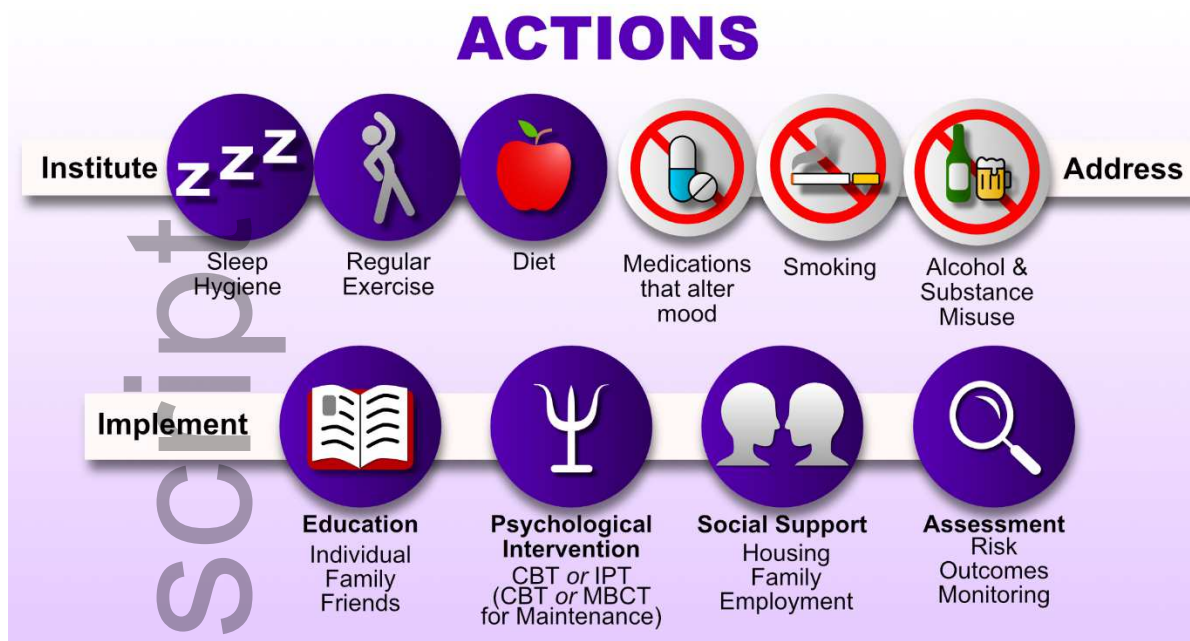 ACTIONS
Institute
z z z
Address
Sleep
Hygiene
Regular
Exercise
Diet
Medications
that alter
mood
Smoking
Alcohol &
Substance
Misuse
Implement
Education
Individual
Family
Friends
Psychological
Intervention
CBT or IPT
(CBT or MBCT
for Maintenance)
Social Support
Housing
Family
Employment
Assessment
Risk
Outcomes
Monitoring
script